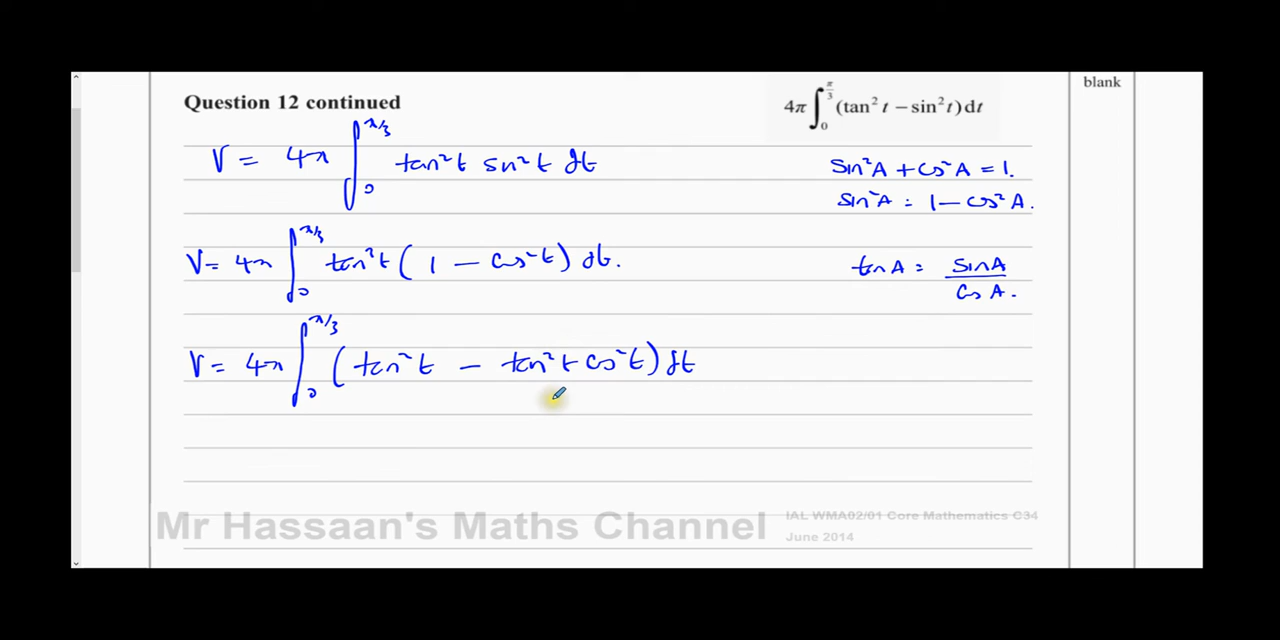 blank
Question 12 continued
4π ∫₀^(π/3) (tan² t − sin² t) dt
V = 4π ∫₀^(π/3) tan²t sin²t dt
sin²A + cos²A = 1.
sin²A = 1 − cos²A.
V = 4π ∫₀^(π/3) tan²t ( 1 − cos²t ) dt.
tanA = sinA / cosA.
V = 4π ∫₀^(π/3) ( tan²t − tan²t cos²t ) dt
Mr Hassaan's Maths Channel
IAL WMA02/01 Core Mathematics C34
June 2014